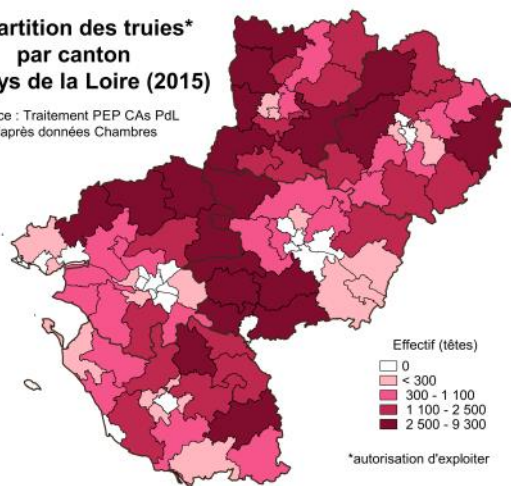 artition des truies*
par canton
ys de la Loire (2015)
ce : Traitement PEP CAs PdL
après données Chambres
Effectif (têtes)
0
< 300
300 - 1 100
1 100 - 2 500
2 500 - 9 300
*autorisation d'exploiter